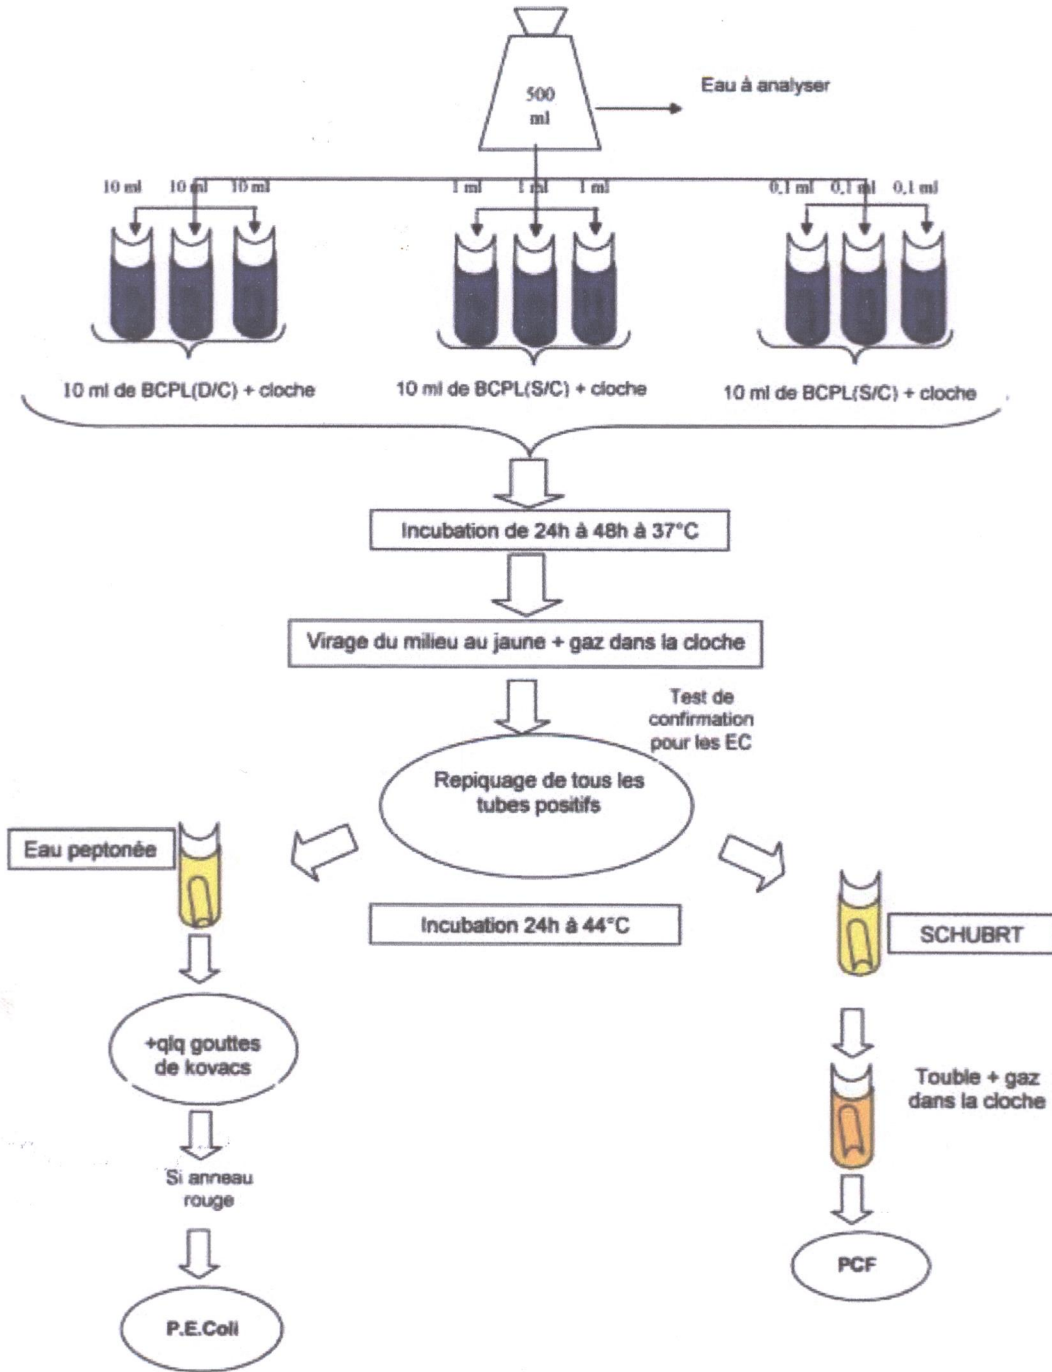 500
ml
Eau à analyser
10 ml 10 ml 10 ml
1 ml 1 ml 1 ml
0,1 ml 0,1 ml 0,1 ml
10 ml de BCPL(D/C) + cloche
10 ml de BCPL(S/C) + cloche
10 ml de BCPL(S/C) + cloche
Incubation de 24h à 48h à 37°C
Virage du milieu au jaune + gaz dans la cloche
Test de
confirmation
pour les EC
Repiquage de tous les
tubes positifs
Eau peptonée
Incubation 24h à 44°C
SCHUBRT
+qlq gouttes
de kovacs
Touble + gaz
dans la cloche
Si anneau
rouge
PCF
P.E.Coli